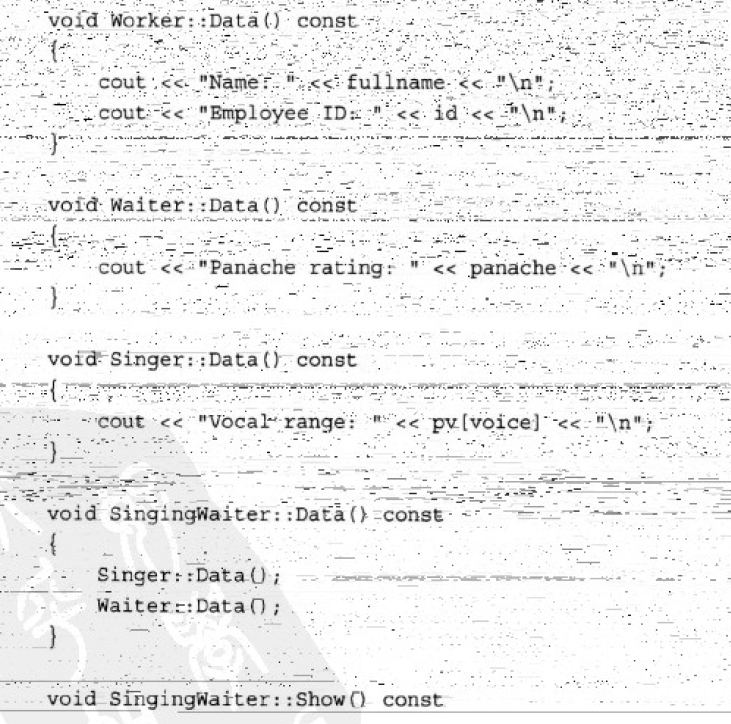 void Worker::Data() const
{
    cout << "Name: " << fullname << "\n";
    cout << "Employee ID: " << id << "\n";
}

void Waiter::Data() const
{
    cout << "Panache rating: " << panache << "\n";
}

void Singer::Data() const
{
    cout << "Vocal range: " << pv[voice] << "\n";
}

void SingingWaiter::Data() const
{
    Singer::Data();
    Waiter::Data();
}

void SingingWaiter::Show() const